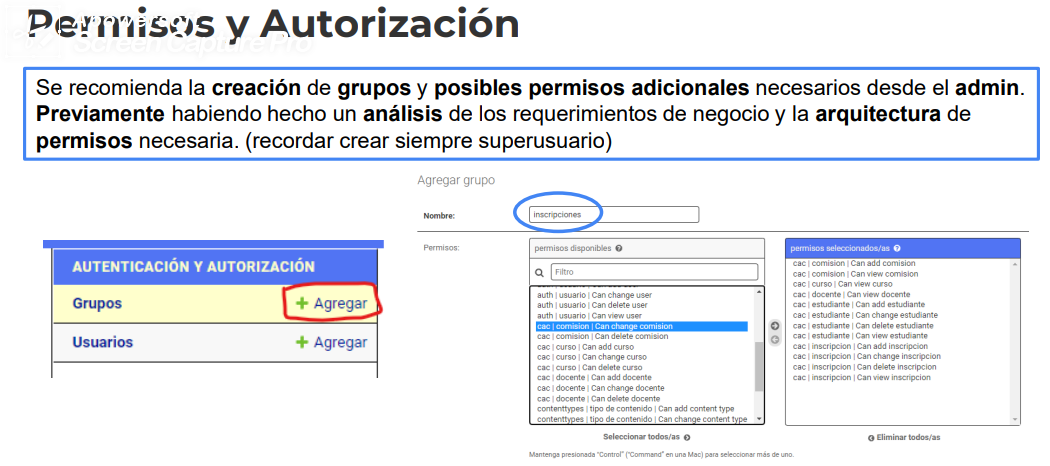 Permisos y Autorización
Apowersoft
Screen Capture Pro
Se recomienda la creación de grupos y posibles permisos adicionales necesarios desde el admin.
Previamente habiendo hecho un análisis de los requerimientos de negocio y la arquitectura de
permisos necesaria. (recordar crear siempre superusuario)
AUTENTICACIÓN Y AUTORIZACIÓN
Grupos + Agregar
Usuarios + Agregar
Agregar grupo
Nombre: inscripciones
Permisos:
permisos disponibles ?
Filtro
auth | usuario | Can change user
auth | usuario | Can delete user
auth | usuario | Can view user
cac | comision | Can change comision
cac | comision | Can delete comision
cac | curso | Can add curso
cac | curso | Can change curso
cac | curso | Can delete curso
cac | docente | Can add docente
cac | docente | Can change docente
cac | docente | Can delete docente
contenttypes | tipo de contenido | Can add content type
contenttypes | tipo de contenido | Can change content type
Seleccionar todos/as
permisos seleccionados/as ?
cac | comision | Can add comision
cac | comision | Can view comision
cac | curso | Can view curso
cac | docente | Can view docente
cac | estudiante | Can add estudiante
cac | estudiante | Can change estudiante
cac | estudiante | Can delete estudiante
cac | estudiante | Can view estudiante
cac | inscripcion | Can add inscripcion
cac | inscripcion | Can change inscripcion
cac | inscripcion | Can delete inscripcion
cac | inscripcion | Can view inscripcion
Eliminar todos/as
Mantenga presionada "Control" ("Command" en una Mac) para seleccionar más de uno.